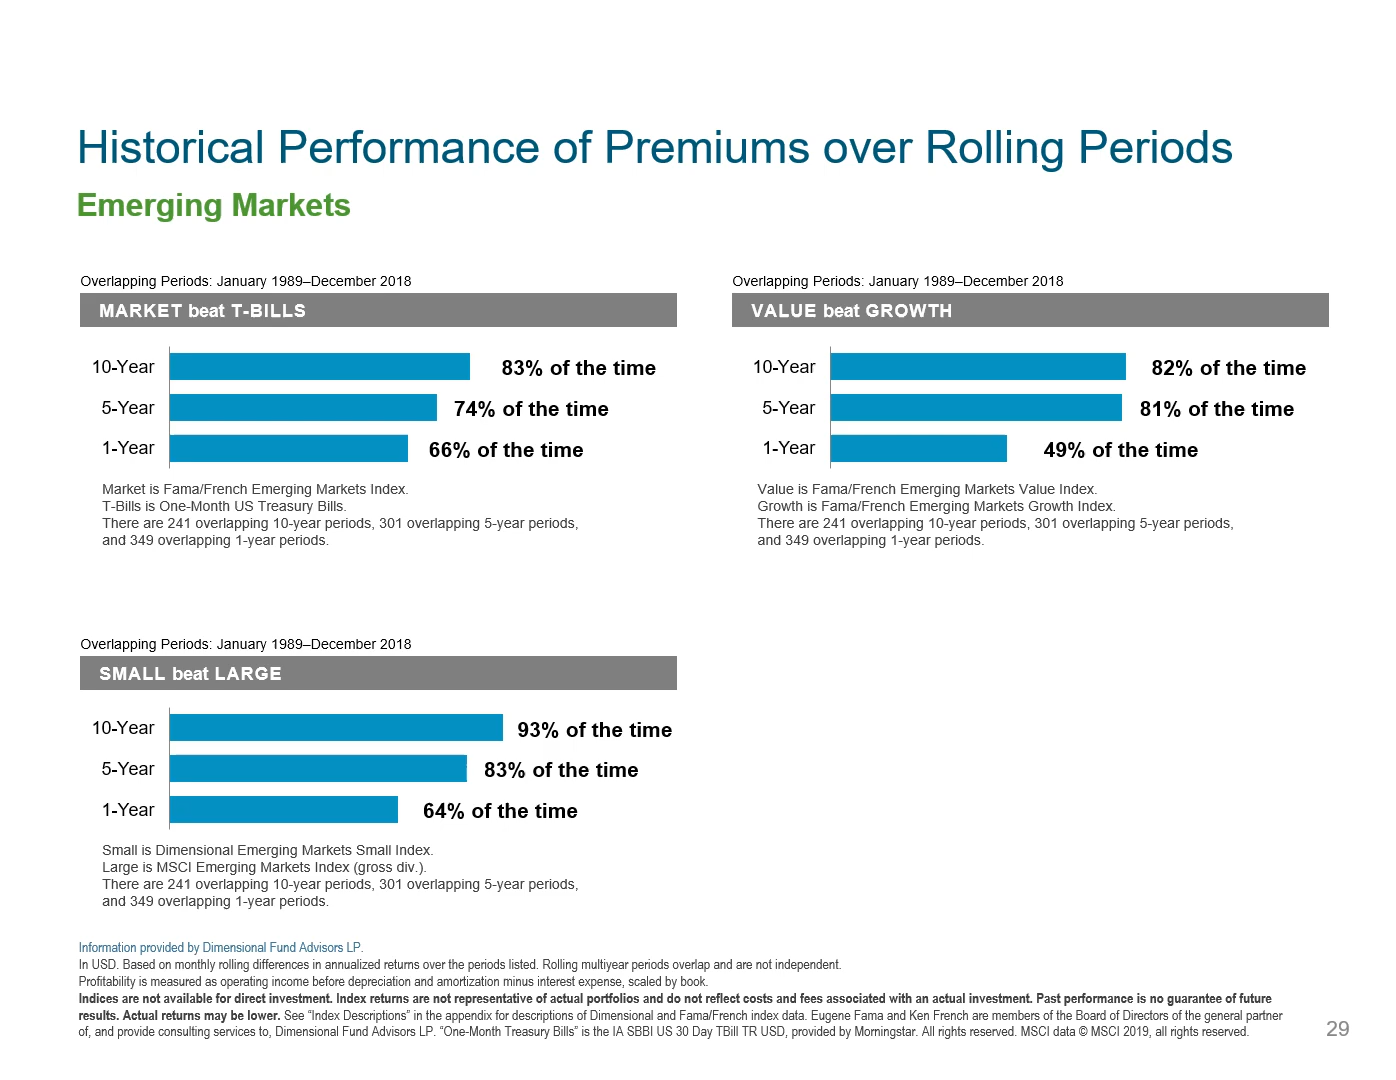 Historical Performance of Premiums over Rolling Periods
Emerging Markets
Overlapping Periods: January 1989–December 2018
MARKET beat T-BILLS
10-Year 83% of the time
5-Year 74% of the time
1-Year 66% of the time
Market is Fama/French Emerging Markets Index.
T-Bills is One-Month US Treasury Bills.
There are 241 overlapping 10-year periods, 301 overlapping 5-year periods,
and 349 overlapping 1-year periods.
Overlapping Periods: January 1989–December 2018
VALUE beat GROWTH
10-Year 82% of the time
5-Year 81% of the time
1-Year 49% of the time
Value is Fama/French Emerging Markets Value Index.
Growth is Fama/French Emerging Markets Growth Index.
There are 241 overlapping 10-year periods, 301 overlapping 5-year periods,
and 349 overlapping 1-year periods.
Overlapping Periods: January 1989–December 2018
SMALL beat LARGE
10-Year 93% of the time
5-Year 83% of the time
1-Year 64% of the time
Small is Dimensional Emerging Markets Small Index.
Large is MSCI Emerging Markets Index (gross div.).
There are 241 overlapping 10-year periods, 301 overlapping 5-year periods,
and 349 overlapping 1-year periods.
Information provided by Dimensional Fund Advisors LP.
In USD. Based on monthly rolling differences in annualized returns over the periods listed. Rolling multiyear periods overlap and are not independent.
Profitability is measured as operating income before depreciation and amortization minus interest expense, scaled by book.
Indices are not available for direct investment. Index returns are not representative of actual portfolios and do not reflect costs and fees associated with an actual investment. Past performance is no guarantee of future
results. Actual returns may be lower. See “Index Descriptions” in the appendix for descriptions of Dimensional and Fama/French index data. Eugene Fama and Ken French are members of the Board of Directors of the general partner
of, and provide consulting services to, Dimensional Fund Advisors LP. “One-Month Treasury Bills” is the IA SBBI US 30 Day TBill TR USD, provided by Morningstar. All rights reserved. MSCI data © MSCI 2019, all rights reserved.
29